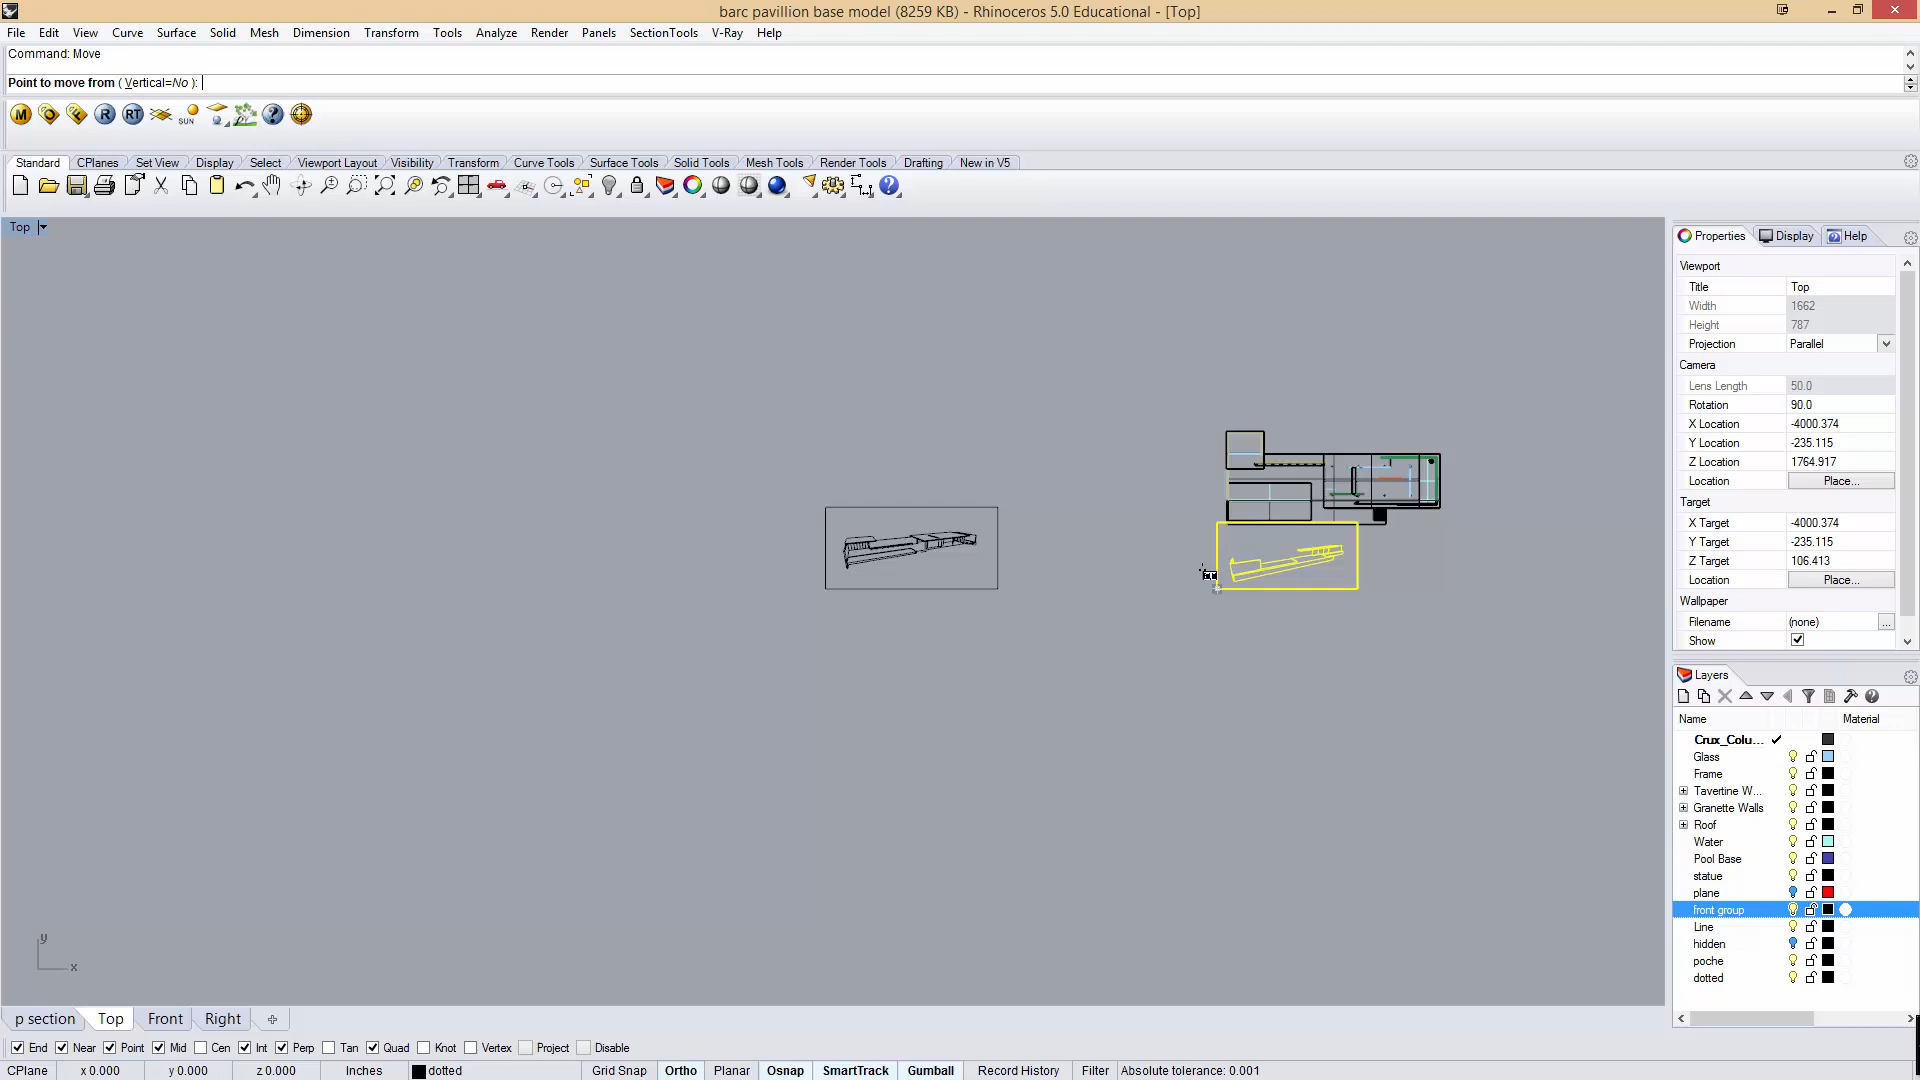 barc pavillion base model (8259 KB) - Rhinoceros 5.0 Educational - [Top]
File Edit View Curve Surface Solid Mesh Dimension Transform Tools Analyze Render Panels SectionTools V-Ray Help
Command: Move
Point to move from ( Vertical=No ):
M O F R RT SUN ?
Standard CPlanes Set View Display Select Viewport Layout Visibility Transform Curve Tools Surface Tools Solid Tools Mesh Tools Render Tools Drafting New in V5
Top
Properties Display Help
Viewport
Title Top
Width 1662
Height 787
Projection Parallel
Camera
Lens Length 50.0
Rotation 90.0
X Location -4000.374
Y Location -235.115
Z Location 1764.917
Location Place...
Target
X Target -4000.374
Y Target -235.115
Z Target 106.413
Location Place...
Wallpaper
Filename (none) ...
Show
Layers
Name Material
Crux_Colu...
Glass
Frame
Tavertine W...
Granette Walls
Roof
Water
Pool Base
statue
plane
front group
Line
hidden
poche
dotted
y
x
p section Top Front Right
End Near Point Mid Cen Int Perp Tan Quad Knot Vertex Project Disable
CPlane x 0.000 y 0.000 z 0.000 Inches dotted Grid Snap Ortho Planar Osnap SmartTrack Gumball Record History Filter Absolute tolerance: 0.001